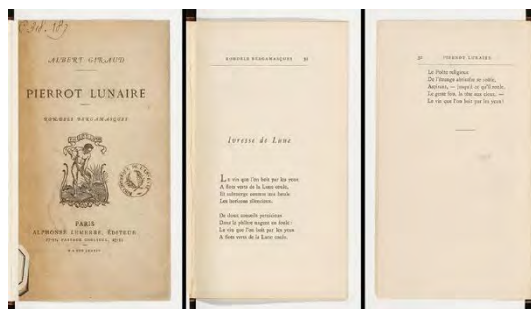 ALBERT GIRAUD
PIERROT LUNAIRE
RONDELS BERGAMASQUES
PARIS
ALPHONSE LEMERRE, ÉDITEUR
RONDELS BERGAMASQUES
Ivresse de Lune
Le vin que l'on boit par les yeux
A flots verts de la Lune coule,
Et submerge comme une houle
Les horizons silencieux.
De doux conseils pernicieux
Dans le philtre nagent en foule:
Le vin que l'on boit par les yeux
A flots verts de la Lune coule.
PIERROT LUNAIRE
Le Poète religieux
De l'étrange absinthe se soûle,
Aspirant, — jusqu'à ce qu'il roule,
Le geste fou, la tête aux cieux, —
Le vin que l'on boit par les yeux!